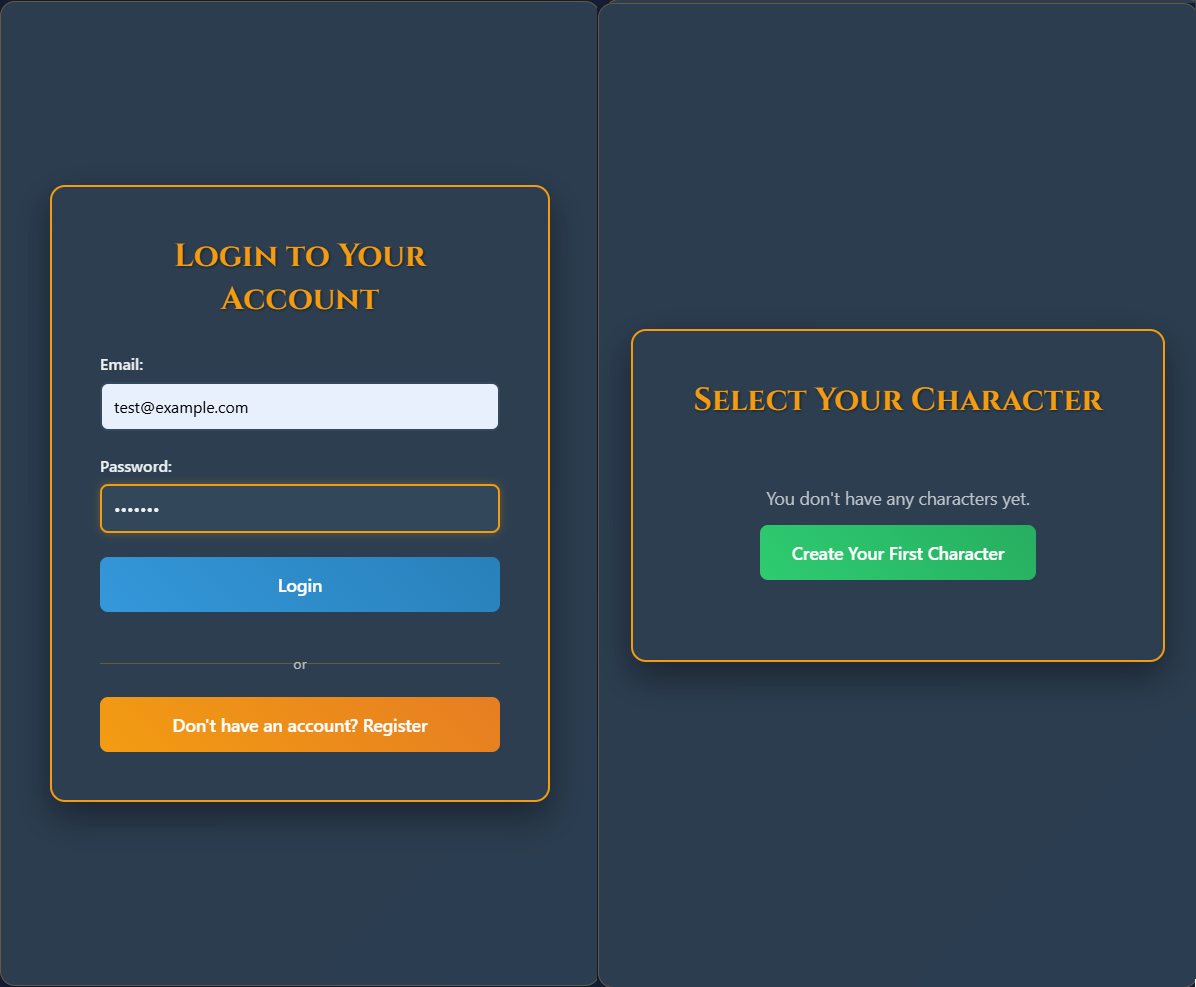 Login to Your
Account
Email:
test@example.com
Password:
•••••••
Login
or
Don't have an account? Register
Select Your Character
You don't have any characters yet.
Create Your First Character